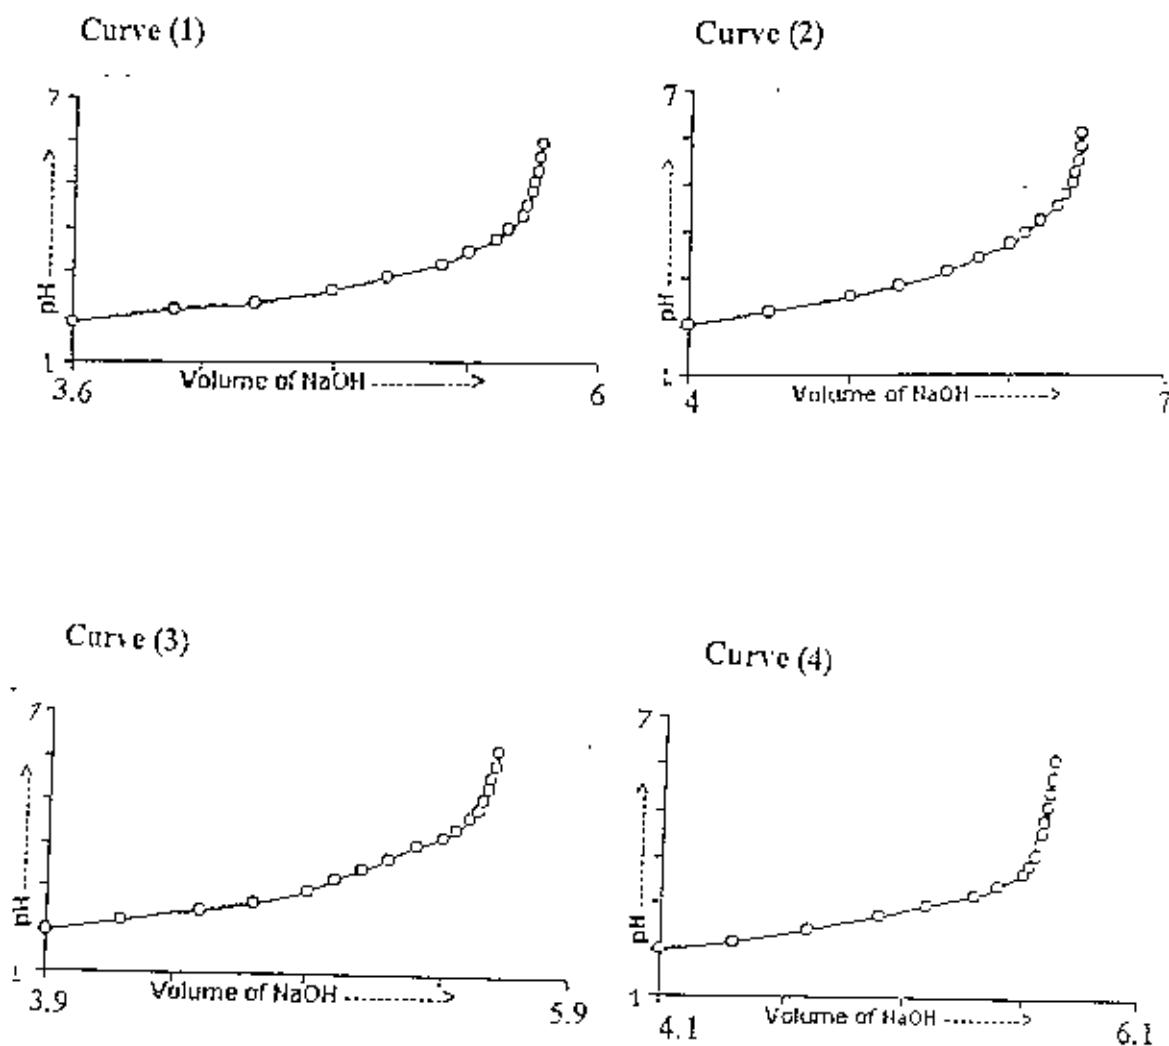 Curve (1)
7
pH -------->
1
3.6
Volume of NaOH ----------->
6
Curve (2)
7
pH -------->
4
Volume of NaOH --------->
7
Curve (3)
7
pH -------->
1
3.9
Volume of NaOH ----------->
5.9
Curve (4)
7
pH -------->
1
4.1
Volume of NaOH --------->
6.1